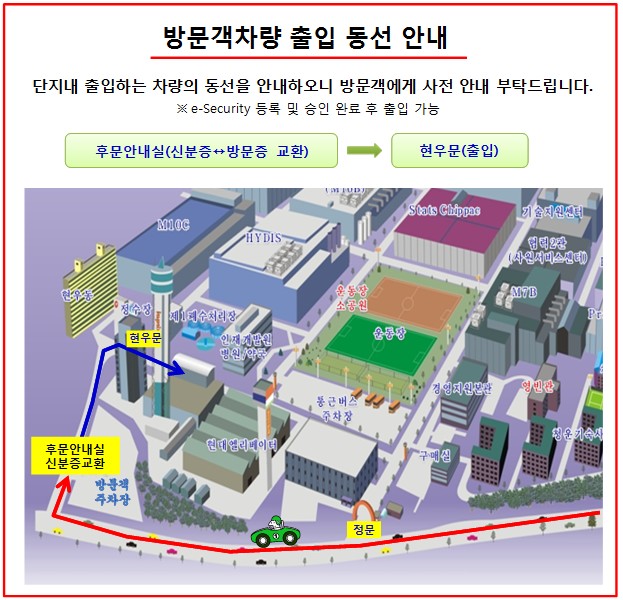 방문객차량 출입 동선 안내
단지내 출입하는 차량의 동선을 안내하오니 방문객에게 사전 안내 부탁드립니다.
※ e-Security 등록 및 승인 완료 후 출입 가능
후문안내실(신분증↔방문증 교환)
현우문(출입)
(M10B)
Stats Chippac
기술지원센터
M10C
HYDIS
협력2관
(사원서비스센터)
현우동
정수장
제1폐수처리장
운동장
소공원
M7B
현우문
인재개발원
병원/약국
운동장
통근버스
주차장
경영지원본관
영빈관
현대엘리베이터
구매실
청운기숙사
후문안내실
신분증교환
방문객
주차장
정문